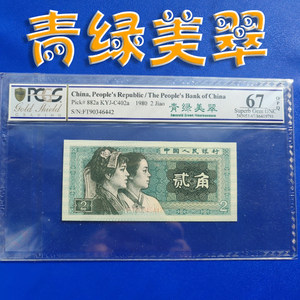 青绿美翠
PCGS
Gold Shield
China, People's Republic / The People's Bank of China
Pick# 882a KYJ-C402a 1980 2 Jiao
青绿美翠
S/N:FT90346442
67
Superb Gem UNC
中国人民银行
贰角
2
2